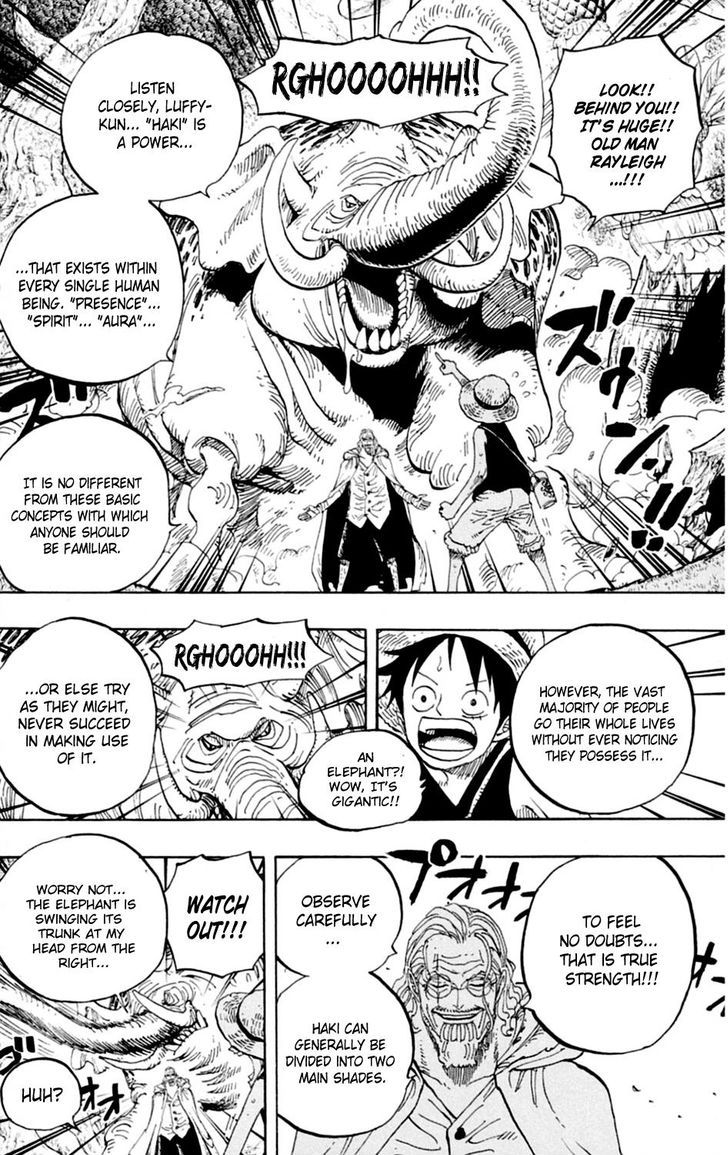 LOOK!!
BEHIND YOU!!
IT'S HUGE!!
OLD MAN
RAYLEIGH
...!!!
RGHOOOOHHH!!
LISTEN
CLOSELY, LUFFY-
KUN... "HAKI" IS
A POWER...
...THAT EXISTS WITHIN
EVERY SINGLE HUMAN
BEING. "PRESENCE"...
"SPIRIT"... "AURA"...
IT IS NO DIFFERENT
FROM THESE BASIC
CONCEPTS WITH WHICH
ANYONE SHOULD
BE FAMILIAR.
HOWEVER, THE VAST
MAJORITY OF PEOPLE
GO THEIR WHOLE LIVES
WITHOUT EVER NOTICING
THEY POSSESS IT...
AN
ELEPHANT?!
WOW, IT'S
GIGANTIC!!
RGHOOOHH!!!
...OR ELSE TRY
AS THEY MIGHT,
NEVER SUCCEED
IN MAKING USE
OF IT.
プオオオ
TO FEEL
NO DOUBTS...
THAT IS TRUE
STRENGTH!!!
OBSERVE
CAREFULLY
...
HAKI CAN
GENERALLY BE
DIVIDED INTO TWO
MAIN SHADES.
WATCH
OUT!!!
WORRY NOT...
THE ELEPHANT IS
SWINGING ITS
TRUNK AT MY
HEAD FROM THE
RIGHT...
HUH?